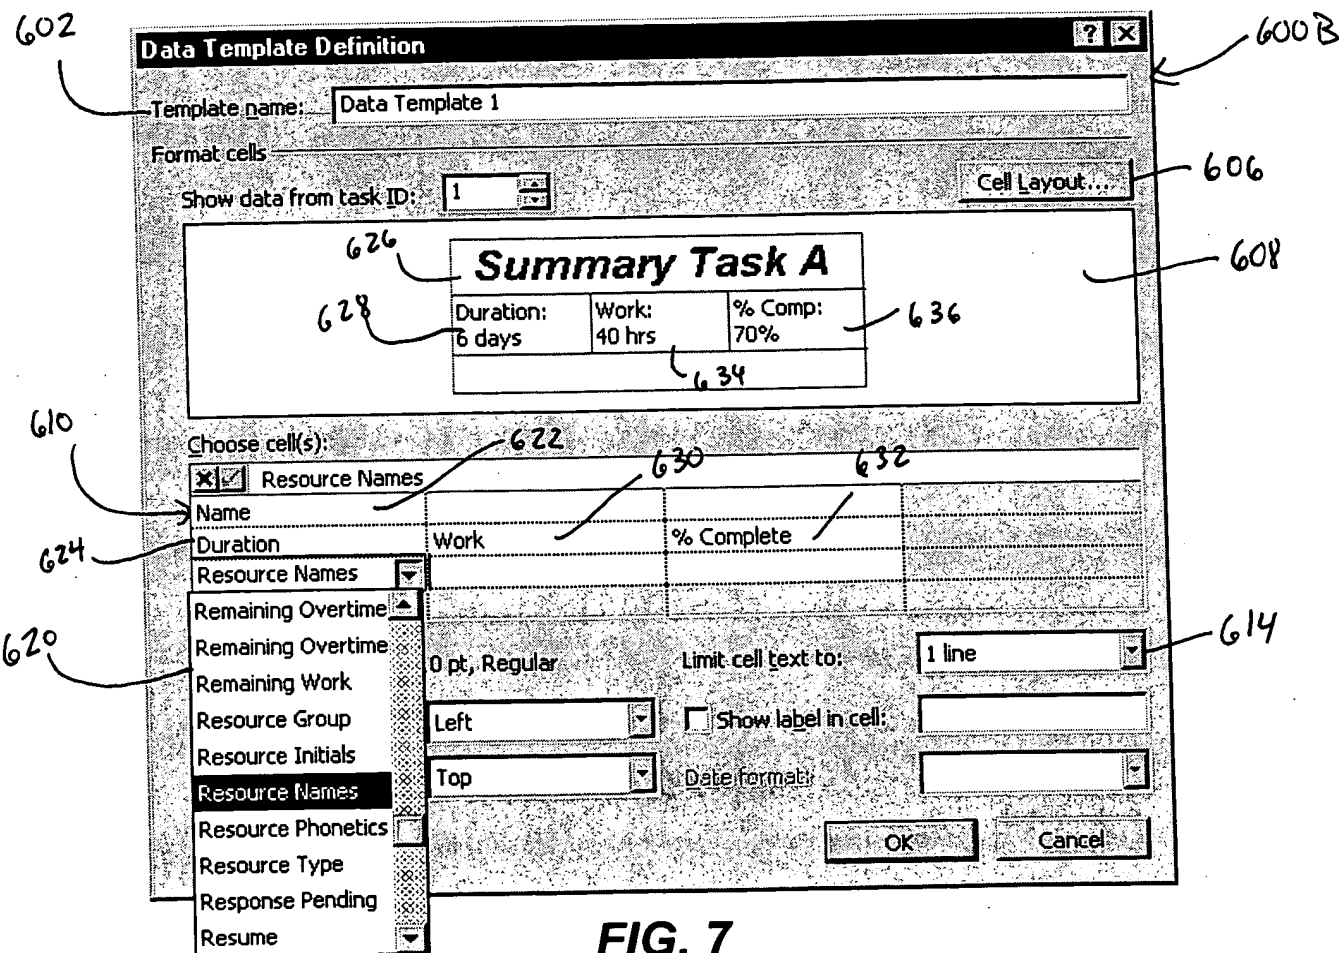 602
Data Template Definition
? ×
600B
Template name:
Data Template 1
Format cells
Show data from task ID:
1
Cell Layout...
606
626
Summary Task A
608
628
Duration:
6 days
Work:
40 hrs
% Comp:
70%
636
634
610
Choose cell(s):
622
630
632
Resource Names
Name
624
Duration
Work
% Complete
Resource Names
Remaining Overtime
620
Remaining Overtime
0 pt, Regular
Limit cell text to:
1 line
614
Remaining Work
Resource Group
Left
Show label in cell:
Resource Initials
Resource Names
Top
Date format:
Resource Phonetics
OK
Cancel
Resource Type
Response Pending
Resume
FIG. 7